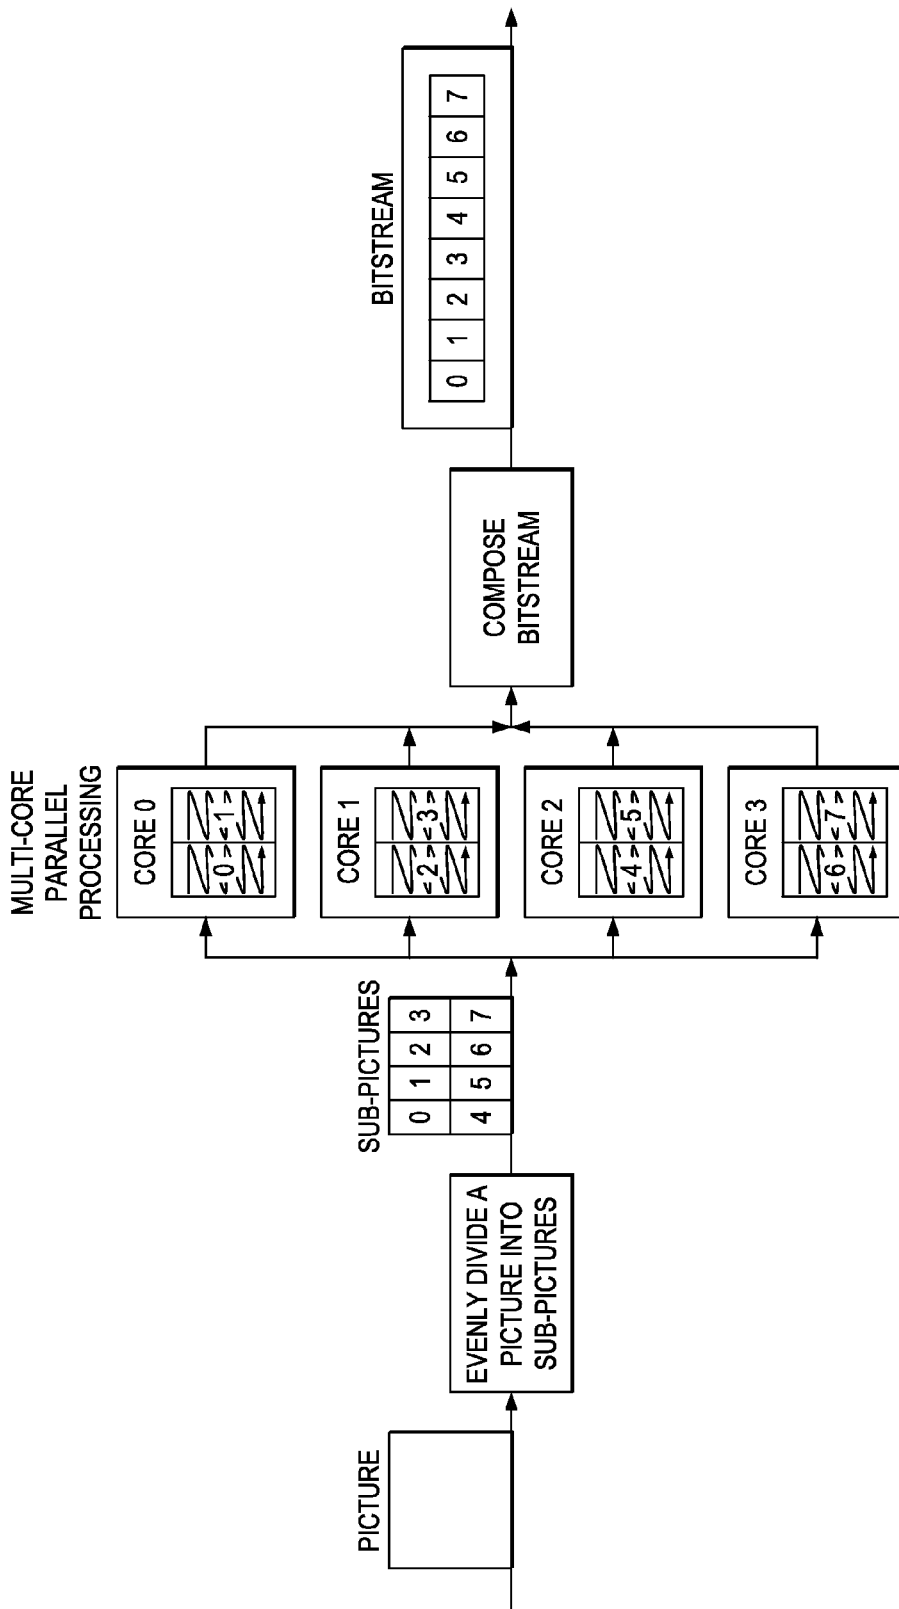 PICTURE
EVENLY DIVIDE A
PICTURE INTO
SUB-PICTURES
SUB-PICTURES
0 1 2 3
4 5 6 7
MULTI-CORE
PARALLEL
PROCESSING
CORE 0
0 1
CORE 1
2 3
CORE 2
4 5
CORE 3
6 7
COMPOSE
BITSTREAM
BITSTREAM
0 1 2 3 4 5 6 7